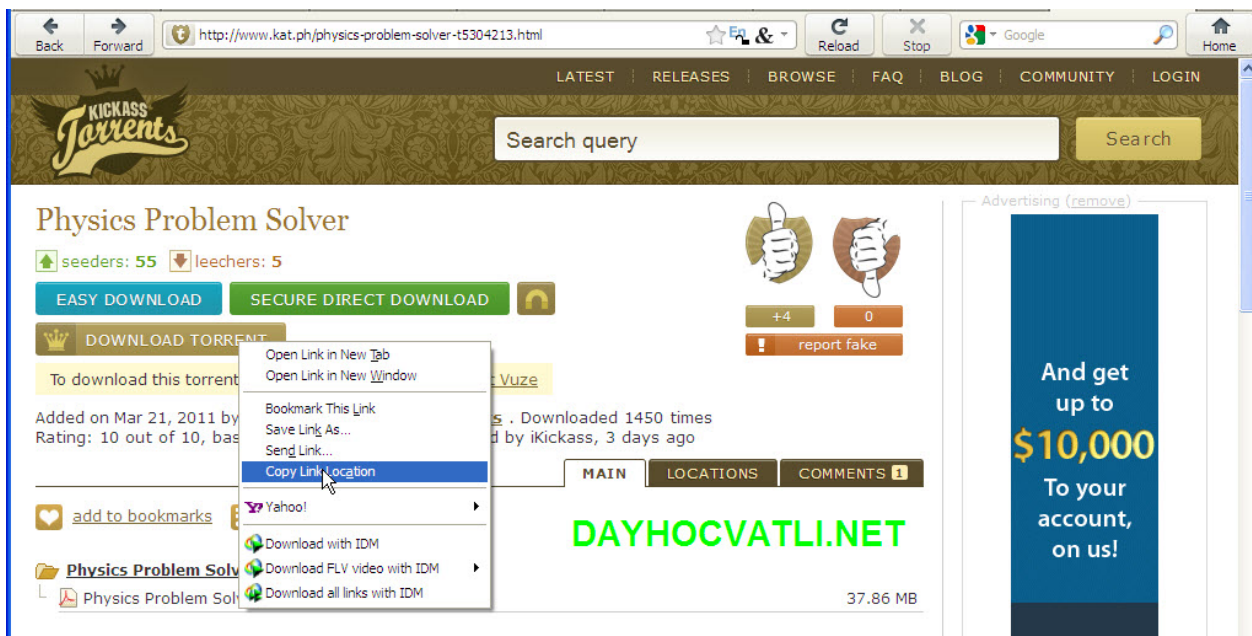 Back Forward http://www.kat.ph/physics-problem-solver-t5304213.html Reload Stop Google Home
LATEST RELEASES BROWSE FAQ BLOG COMMUNITY LOGIN
KICKASS
Torrents
Search query Search
Advertising (remove)
Physics Problem Solver
seeders: 55 leechers: 5
EASY DOWNLOAD SECURE DIRECT DOWNLOAD
+4 0
DOWNLOAD TORRENT
report fake
Open Link in New Tab
Open Link in New Window
To download this torrent Vuze
Bookmark This Link
Save Link As...
Send Link...
Copy Link Location
Yahoo!
Download with IDM
Download FLV video with IDM
Download all links with IDM
Added on Mar 21, 2011 by . Downloaded 1450 times
Rating: 10 out of 10, by iKickass, 3 days ago
MAIN LOCATIONS COMMENTS 1
add to bookmarks
DAYHOCVATLI.NET
Physics Problem
Physics Problem 37.86 MB
And get
up to
$10,000
To your
account,
on us!